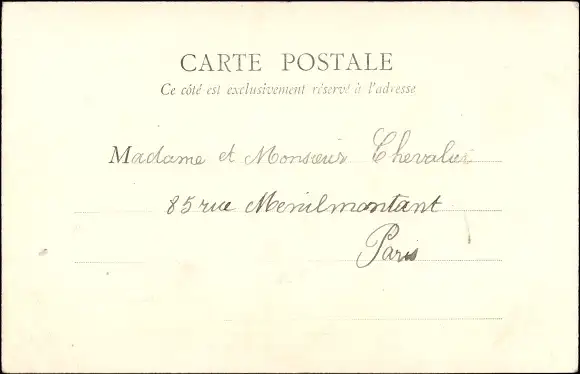 CARTE POSTALE
Ce côté est exclusivement réservé à l'adresse
Madame et Monsieur Chevalier
85 rue Menilmontant
Paris